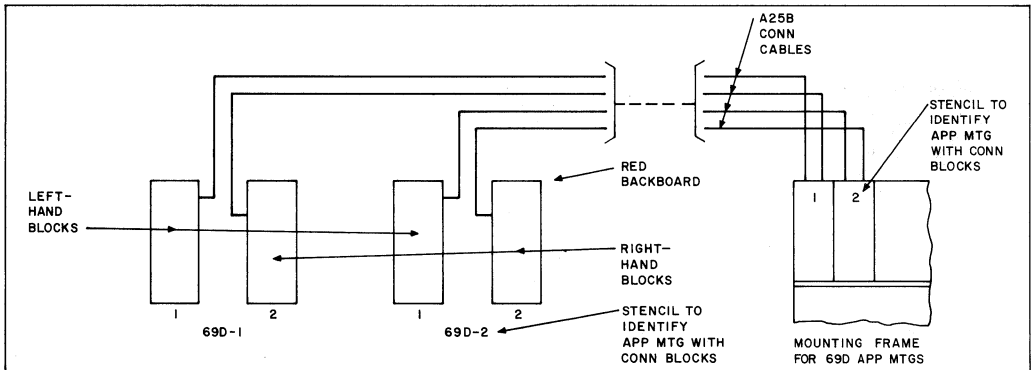 A25B
CONN
CABLES
STENCIL TO
IDENTIFY
APP MTG
WITH CONN
BLOCKS
1 2
RED
BACKBOARD
LEFT-
HAND
BLOCKS
RIGHT-
HAND
BLOCKS
1 2 1 2
69D-1 69D-2
STENCIL TO
IDENTIFY
APP MTG WITH
CONN BLOCKS
MOUNTING FRAME
FOR 69D APP MTGS